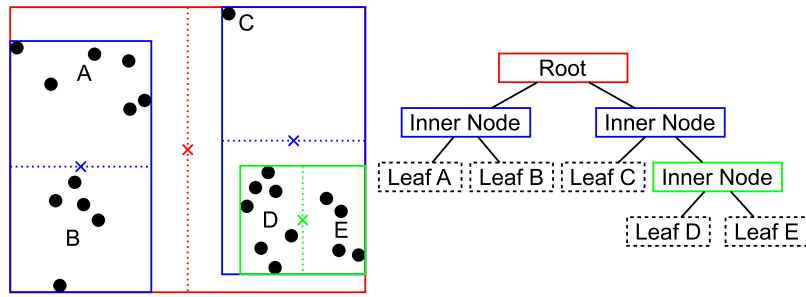 A
B
C
D
E
Root
Inner Node
Inner Node
Leaf A
Leaf B
Leaf C
Inner Node
Leaf D
Leaf E